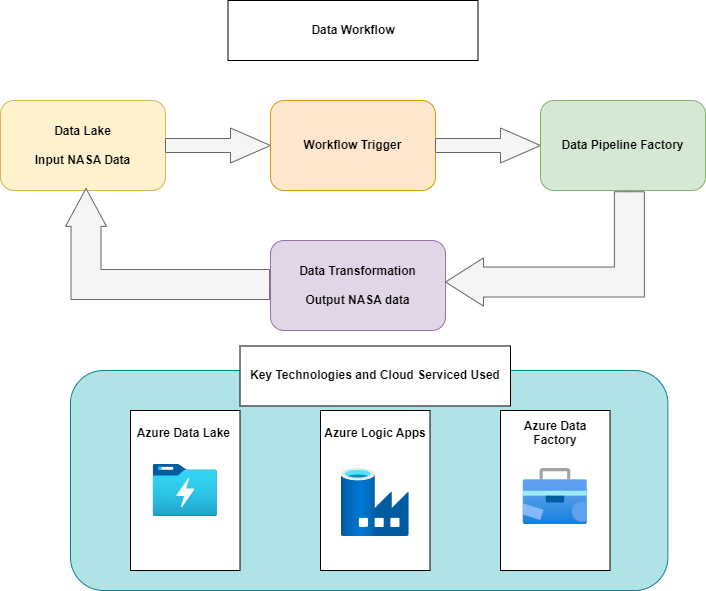 Data Workflow
Data Lake
Input NASA Data
Workflow Trigger
Data Pipeline Factory
Data Transformation
Output NASA data
Key Technologies and Cloud Serviced Used
Azure Data Lake
Azure Logic Apps
Azure Data
Factory